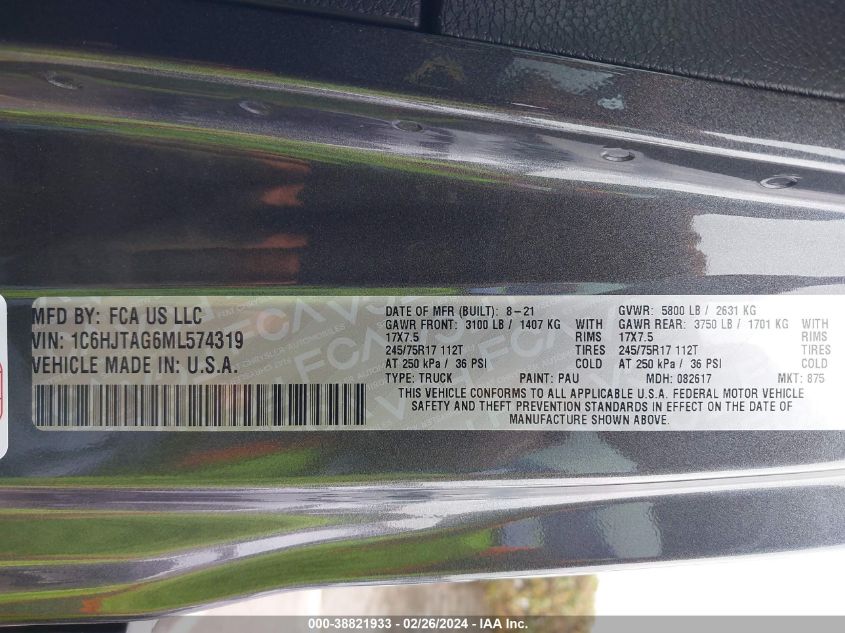 MFD BY: FCA US LLC
VIN: 1C6HJTAG6ML574319
VEHICLE MADE IN: U.S.A.
DATE OF MFR (BUILT): 8-21 GVWR: 5800 LB / 2631 KG
GAWR FRONT: 3100 LB / 1407 KG GAWR REAR: 3750 LB / 1701 KG
17X7.5 RIMS 17X7.5 RIMS
245/75R17 112T TIRES 245/75R17 112T TIRES
AT 250 kPa / 36 PSI COLD AT 250 kPa / 36 PSI COLD
TYPE: TRUCK PAINT: PAU MDH: 082617 MKT: 875
THIS VEHICLE CONFORMS TO ALL APPLICABLE U.S.A. FEDERAL MOTOR VEHICLE
SAFETY AND THEFT PREVENTION STANDARDS IN EFFECT ON THE DATE OF
MANUFACTURE SHOWN ABOVE.
000-38821933 - 02/26/2024 - IAAI.com